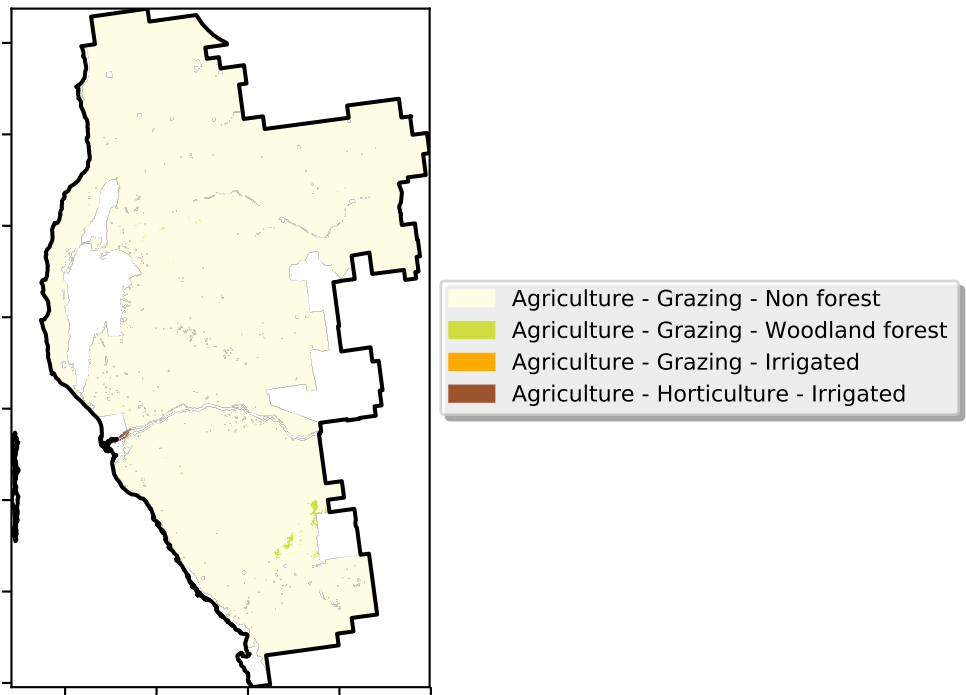 Agriculture - Grazing - Non forest
Agriculture - Grazing - Woodland forest
Agriculture - Grazing - Irrigated
Agriculture - Horticulture - Irrigated